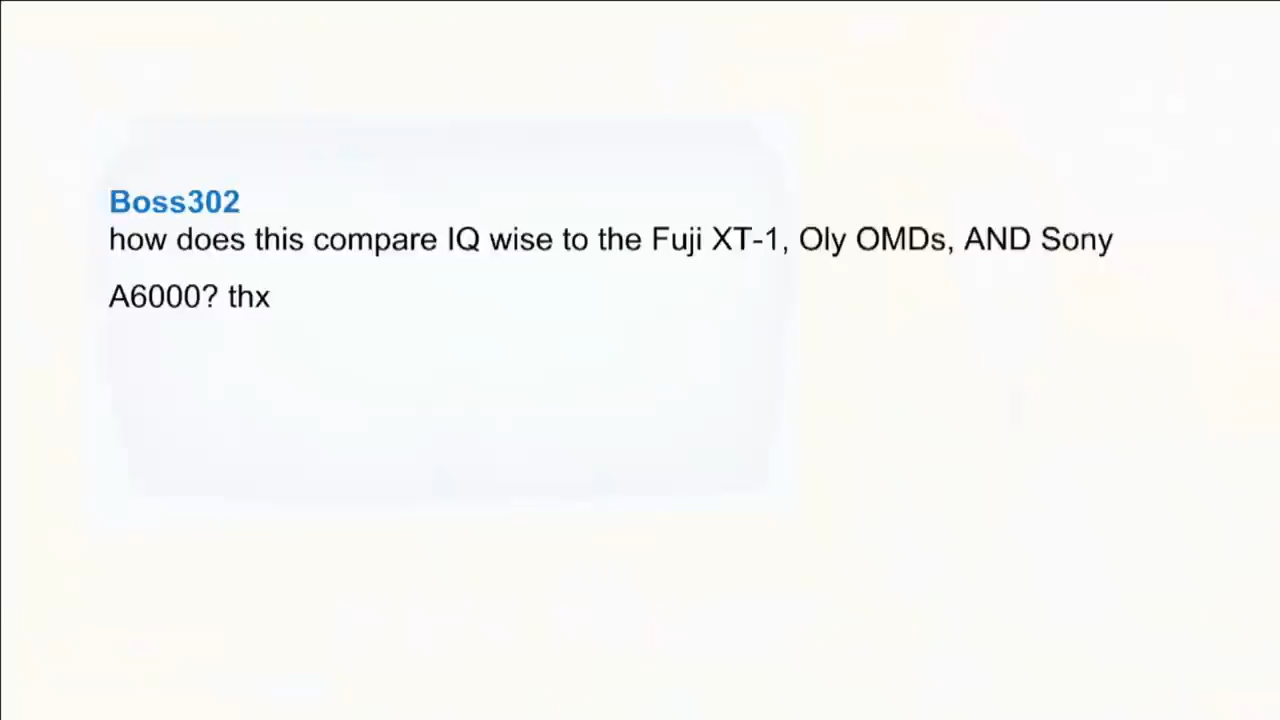 Boss302
how does this compare IQ wise to the Fuji XT-1, Oly OMDs, AND Sony
A6000? thx